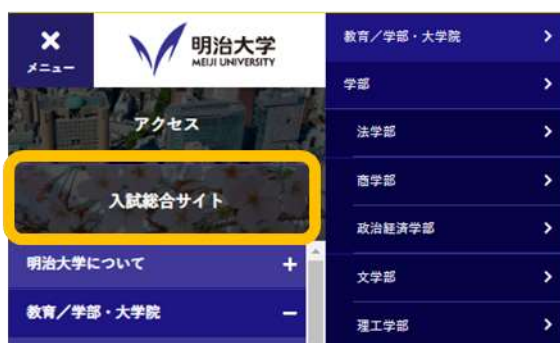 メニュー
明治大学
MEIJI UNIVERSITY
アクセス
入試総合サイト
明治大学について
教育／学部・大学院
教育／学部・大学院
学部
法学部
商学部
政治経済学部
文学部
理工学部